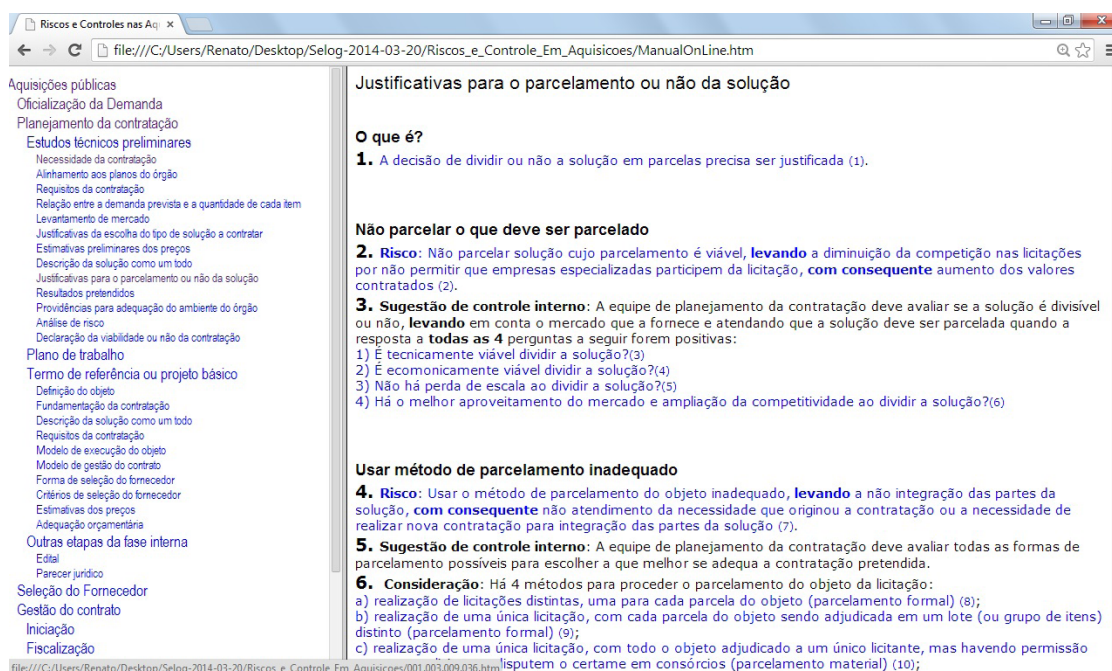 Riscos e Controles nas Aq
file:///C:/Users/Renato/Desktop/Selog-2014-03-20/Riscos_e_Controle_Em_Aquisicoes/ManualOnLine.htm
Aquisições públicas
Oficialização da Demanda
Planejamento da contratação
Estudos técnicos preliminares
Necessidade da contratação
Alinhamento aos planos do órgão
Requisitos da contratação
Relação entre a demanda prevista e a quantidade de cada item
Levantamento de mercado
Justificativas da escolha do tipo de solução a contratar
Estimativas preliminares dos preços
Descrição da solução como um todo
Justificativas para o parcelamento ou não da solução
Resultados pretendidos
Providências para adequação do ambiente do órgão
Análise de risco
Declaração da viabilidade ou não da contratação
Plano de trabalho
Termo de referência ou projeto básico
Definição do objeto
Fundamentação da contratação
Descrição da solução como um todo
Requisitos da contratação
Modelo de execução do objeto
Modelo de gestão do contrato
Forma de seleção do fornecedor
Critérios de seleção do fornecedor
Estimativas dos preços
Adequação orçamentária
Outras etapas da fase interna
Edital
Parecer jurídico
Seleção do Fornecedor
Gestão do contrato
Iniciação
Fiscalização
file:///C:/Users/Renato/Desktop/Selog-2014-03-20/Riscos_e_Controle_Em_Aquisicoes/001.003.009.036.htm
Justificativas para o parcelamento ou não da solução
O que é?
1. A decisão de dividir ou não a solução em parcelas precisa ser justificada (1).
Não parcelar o que deve ser parcelado
2. Risco: Não parcelar solução cujo parcelamento é viável, levando a diminuição da competição nas licitações
por não permitir que empresas especializadas participem da licitação, com consequente aumento dos valores
contratados (2).
3. Sugestão de controle interno: A equipe de planejamento da contratação deve avaliar se a solução é divisível
ou não, levando em conta o mercado que a fornece e atendando que a solução deve ser parcelada quando a
resposta a todas as 4 perguntas a seguir forem positivas:
1) É tecnicamente viável dividir a solução?(3)
2) É ecomonicamente viável dividir a solução?(4)
3) Não há perda de escala ao dividir a solução?(5)
4) Há o melhor aproveitamento do mercado e ampliação da competitividade ao dividir a solução?(6)
Usar método de parcelamento inadequado
4. Risco: Usar o método de parcelamento do objeto inadequado, levando a não integração das partes da
solução, com consequente não atendimento da necessidade que originou a contratação ou a necessidade de
realizar nova contratação para integração das partes da solução (7).
5. Sugestão de controle interno: A equipe de planejamento da contratação deve avaliar todas as formas de
parcelamento possíveis para escolher a que melhor se adequa a contratação pretendida.
6. Consideração: Há 4 métodos para proceder o parcelamento do objeto da licitação:
a) realização de licitações distintas, uma para cada parcela do objeto (parcelamento formal) (8);
b) realização de uma única licitação, com cada parcela do objeto sendo adjudicada em um lote (ou grupo de itens)
distinto (parcelamento formal) (9);
c) realização de uma única licitação, com todo o objeto adjudicado a um único licitante, mas havendo permissão
disputem o certame em consórcios (parcelamento material) (10);